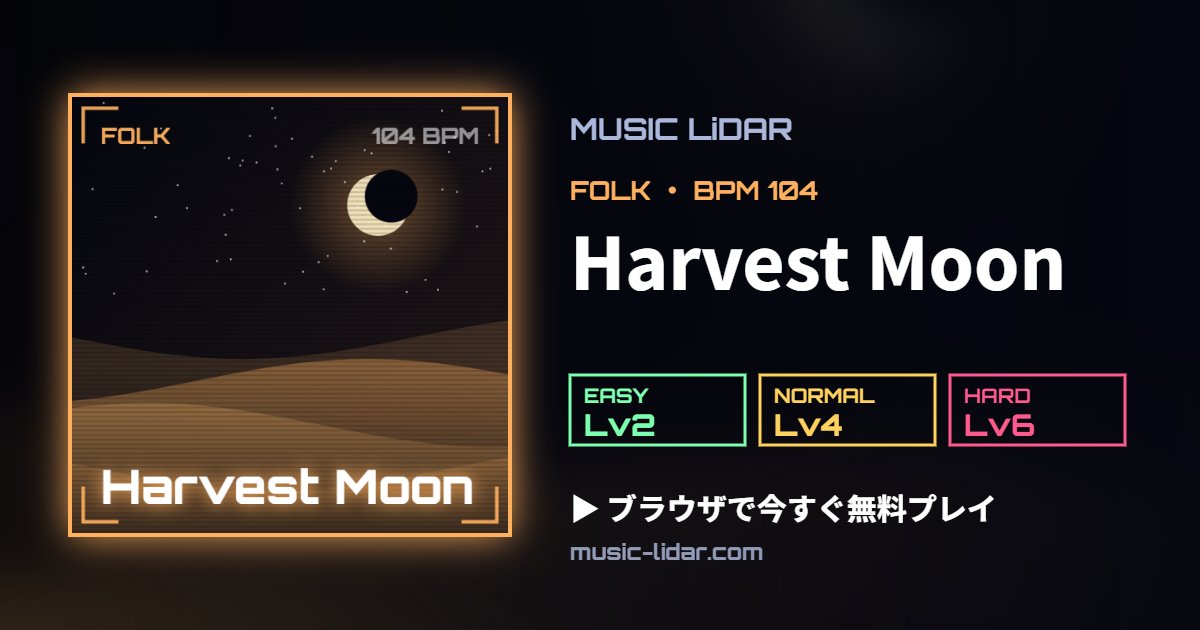 FOLK
104 BPM
Harvest Moon
MUSIC LiDAR
FOLK • BPM 104
Harvest Moon
EASY
Lv2
NORMAL
Lv4
HARD
Lv6
▶ ブラウザで今すぐ無料プレイ
music-lidar.com